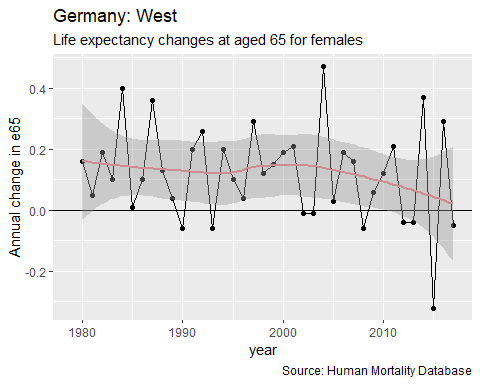 Germany: West
Life expectancy changes at aged 65 for females
Annual change in e65
0.4
0.2
0.0
-0.2
1980 1990 2000 2010
year
Source: Human Mortality Database